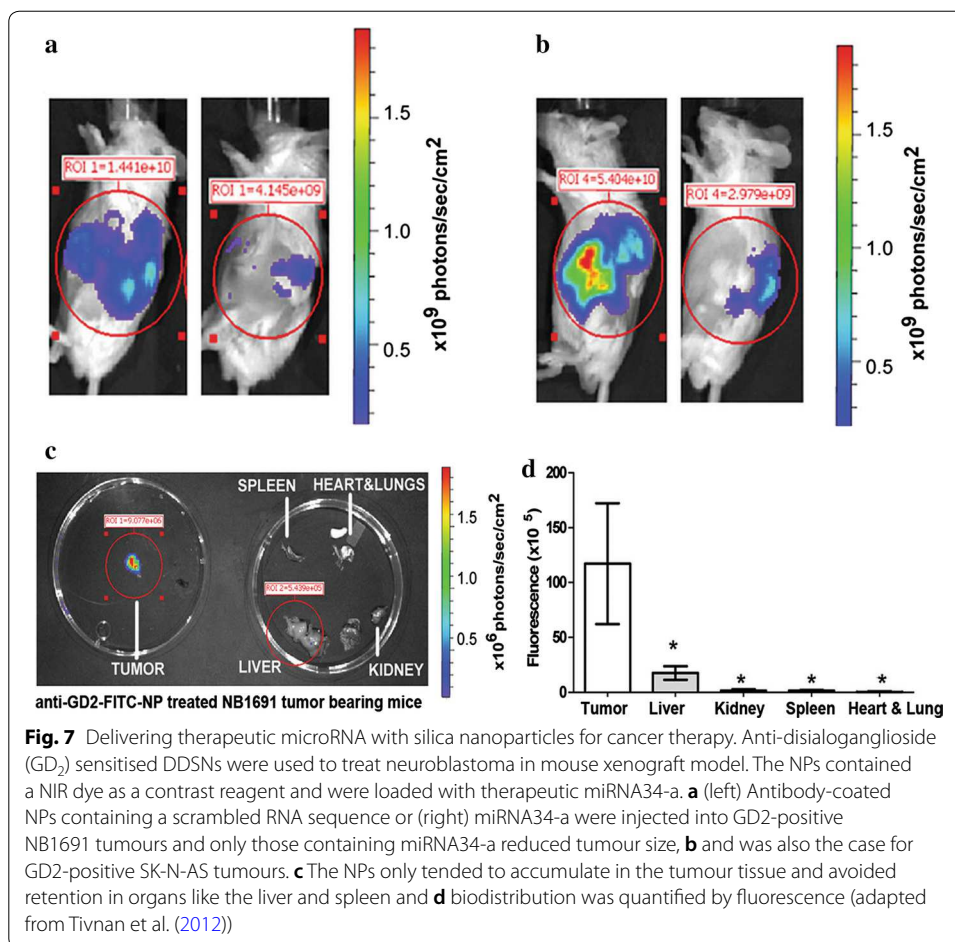 a
b
ROI 1=1.441e+10
ROI 1=4.145e+09
1.5
1.0
0.5
x10⁹ photons/sec/cm²
ROI 4=5.404e+10
ROI 4=2.979e+09
1.5
1.0
0.5
x10⁹ photons/sec/cm²
c
SPLEEN
HEART&LUNGS
ROI 1=9.077e+06
ROI 2=5.439e+05
TUMOR
LIVER
KIDNEY
1.5
1.0
0.5
x10⁶ photons/sec/cm²
anti-GD2-FITC-NP treated NB1691 tumor bearing mice
d
Fluorescence (x10⁻⁵)
200
150
100
50
0
*
*
*
*
Tumor Liver Kidney Spleen Heart & Lung
Fig. 7 Delivering therapeutic microRNA with silica nanoparticles for cancer therapy. Anti-disialoganglioside
(GD₂) sensitised DDSNs were used to treat neuroblastoma in mouse xenograft model. The NPs contained
a NIR dye as a contrast reagent and were loaded with therapeutic miRNA34-a. a (left) Antibody-coated
NPs containing a scrambled RNA sequence or (right) miRNA34-a were injected into GD2-positive
NB1691 tumours and only those containing miRNA34-a reduced tumour size, b and was also the case for
GD2-positive SK-N-AS tumours. c The NPs only tended to accumulate in the tumour tissue and avoided
retention in organs like the liver and spleen and d biodistribution was quantified by fluorescence (adapted
from Tivnan et al. (2012))